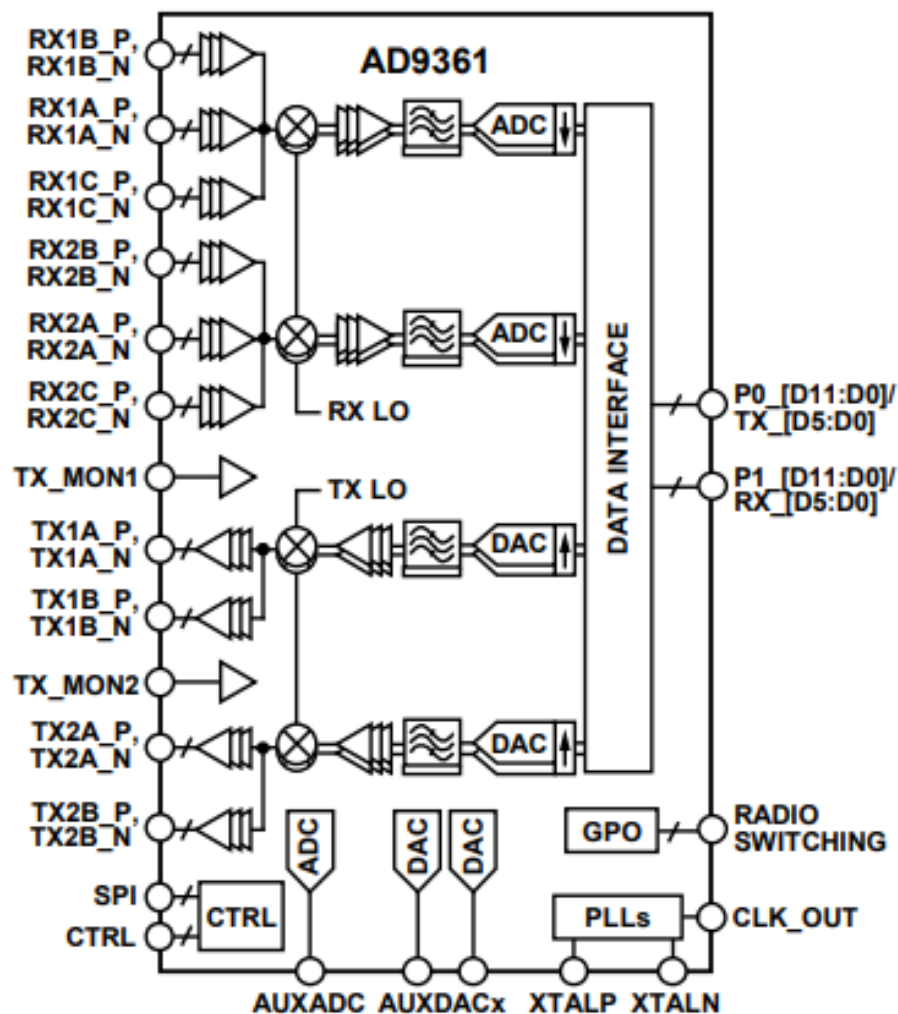 AD9361
RX1B_P,
RX1B_N
RX1A_P,
RX1A_N
RX1C_P,
RX1C_N
RX2B_P,
RX2B_N
RX2A_P,
RX2A_N
RX2C_P,
RX2C_N
TX_MON1
TX1A_P,
TX1A_N
TX1B_P,
TX1B_N
TX_MON2
TX2A_P,
TX2A_N
TX2B_P,
TX2B_N
SPI
CTRL
CTRL
ADC
ADC
RX LO
TX LO
DAC
DAC
DATA INTERFACE
P0_[D11:D0]/
TX_[D5:D0]
P1_[D11:D0]/
RX_[D5:D0]
ADC
DAC
DAC
GPO
RADIO
SWITCHING
PLLs
CLK_OUT
AUXADC
AUXDACx
XTALP
XTALN